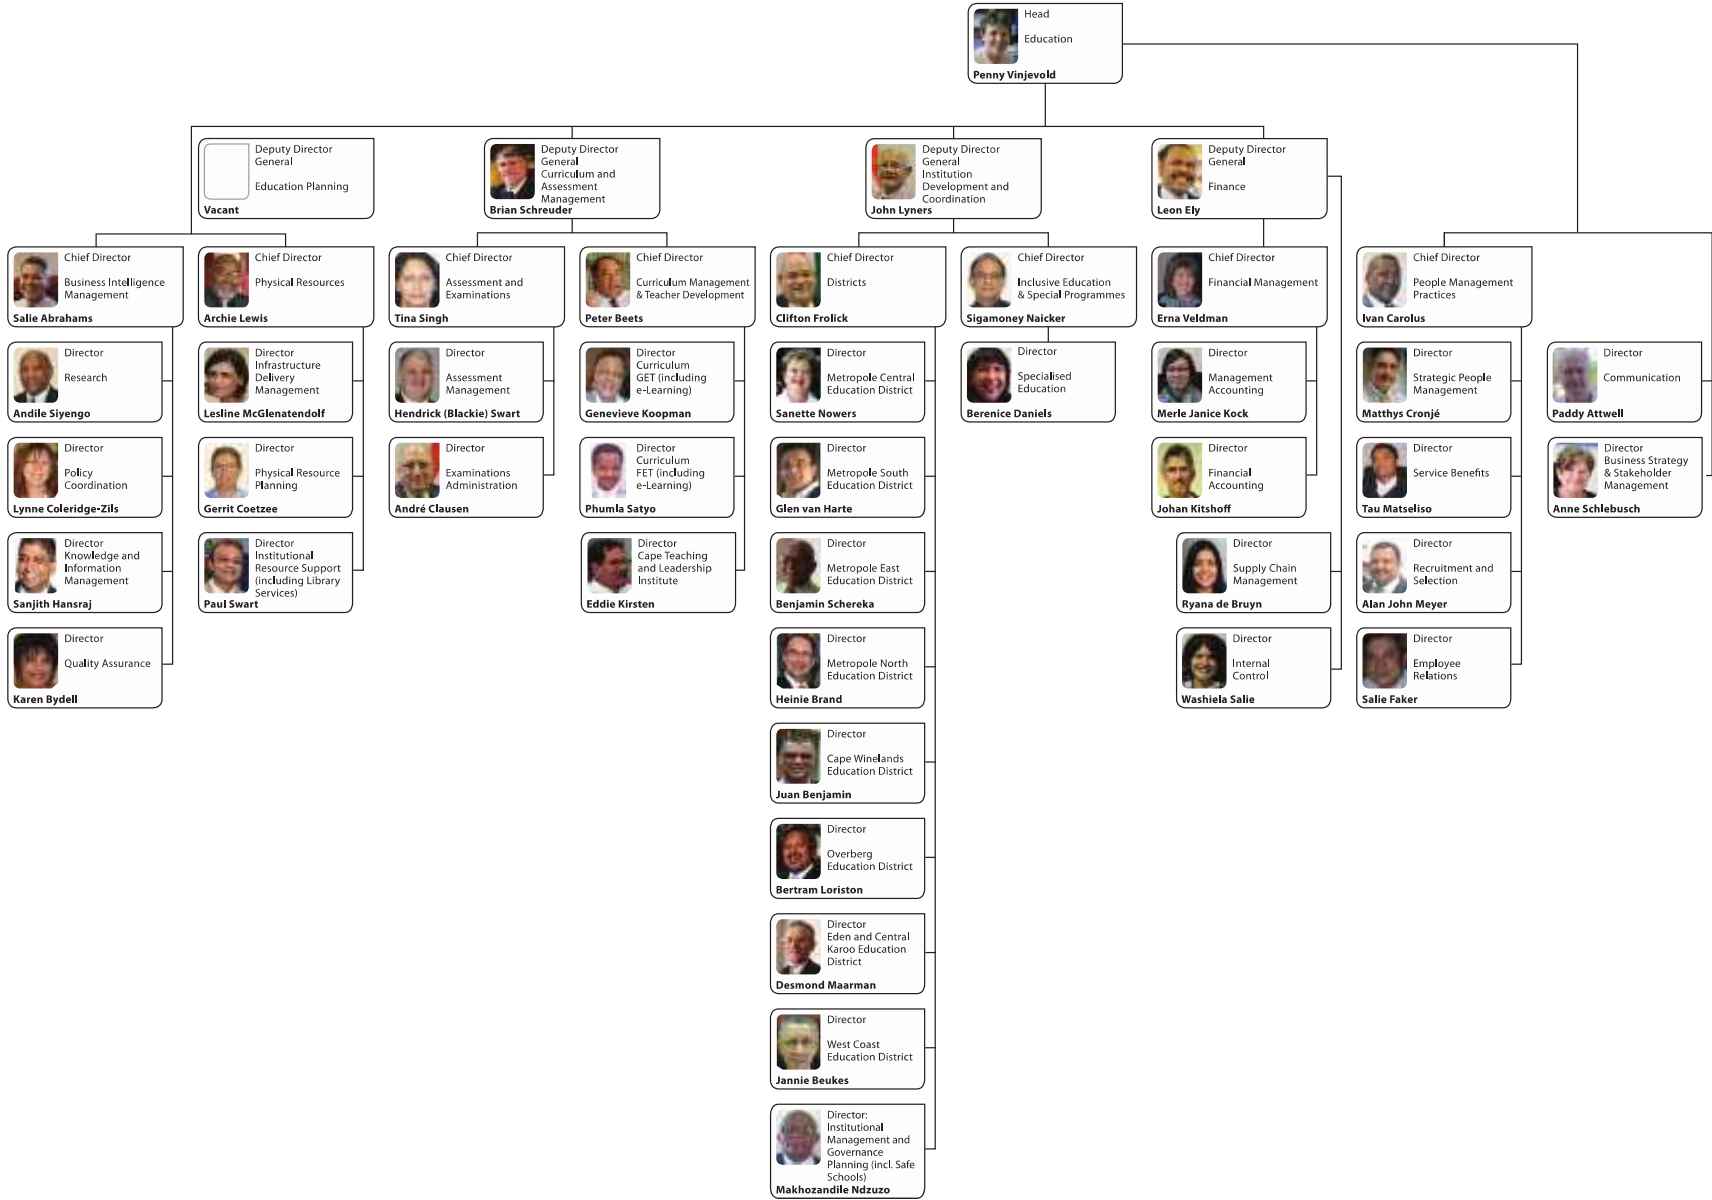 Head
Education
Penny Vinjevold
Deputy Director
General
Education Planning
Vacant
Deputy Director
General
Curriculum and
Assessment
Management
Brian Schreuder
Deputy Director
General
Institution
Development and
Coordination
John Lyners
Deputy Director
General
Finance
Leon Ely
Chief Director
Business Intelligence
Management
Salie Abrahams
Chief Director
Physical Resources
Archie Lewis
Chief Director
Assessment and
Examinations
Tina Singh
Chief Director
Curriculum Management
& Teacher Development
Peter Beets
Chief Director
Districts
Clifton Frolick
Chief Director
Inclusive Education
& Special Programmes
Sigamoney Naicker
Chief Director
Financial Management
Erna Veldman
Chief Director
People Management
Practices
Ivan Carolus
Director
Research
Andile Siyengo
Director
Infrastructure
Delivery
Management
Lesline McGlenatendolf
Director
Assessment
Management
Hendrick (Blackie) Swart
Director
Curriculum
GET (including
e-Learning)
Genevieve Koopman
Director
Metropole Central
Education District
Sanette Nowers
Director
Specialised
Education
Berenice Daniels
Director
Management
Accounting
Merle Janice Kock
Director
Strategic People
Management
Matthys Cronjé
Director
Communication
Paddy Attwell
Director
Policy
Coordination
Lynne Coleridge-Zils
Director
Physical Resource
Planning
Gerrit Coetzee
Director
Examinations
Administration
André Clausen
Director
Curriculum
FET (including
e-Learning)
Phumla Satyo
Director
Metropole South
Education District
Glen van Harte
Director
Financial
Accounting
Johan Kitshoff
Director
Service Benefits
Tau Matseliso
Director
Business Strategy
& Stakeholder
Management
Anne Schlebusch
Director
Knowledge and
Information
Management
Sanjith Hansraj
Director
Institutional
Resource Support
(including Library
Services)
Paul Swart
Director
Cape Teaching
and Leadership
Institute
Eddie Kirsten
Director
Metropole East
Education District
Benjamin Schereka
Director
Supply Chain
Management
Ryana de Bruyn
Director
Recruitment and
Selection
Alan John Meyer
Director
Quality Assurance
Karen Bydell
Director
Metropole North
Education District
Heinie Brand
Director
Internal
Control
Washiela Salie
Director
Employee
Relations
Salie Faker
Director
Cape Winelands
Education District
Juan Benjamin
Director
Overberg
Education District
Bertram Loriston
Director
Eden and Central
Karoo Education
District
Desmond Maarman
Director
West Coast
Education District
Jannie Beukes
Director:
Institutional
Management and
Governance
Planning (incl. Safe
Schools)
Makhozandile Ndzuzo